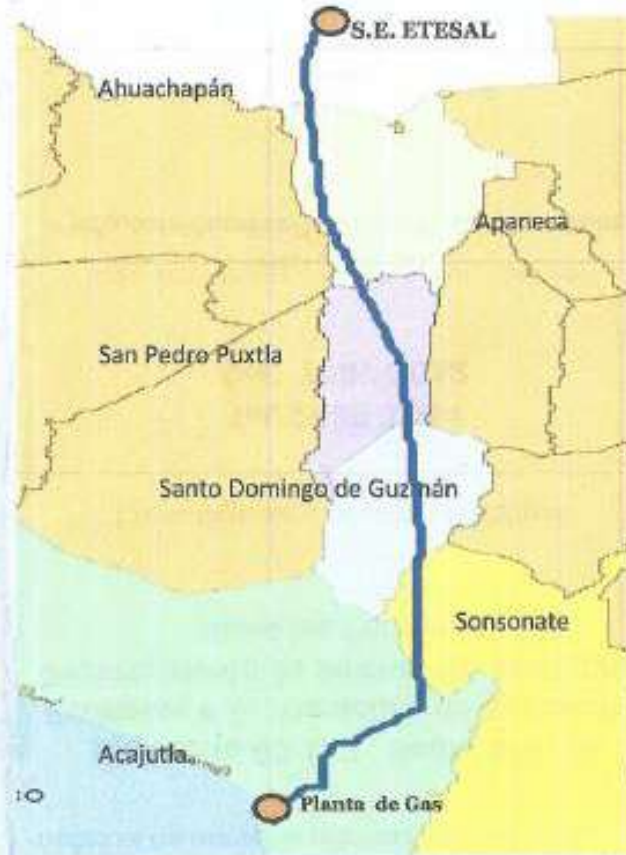 S.E. ETESAL
Ahuachapán
Apaneca
San Pedro Puxtla
Santo Domingo de Guzmán
Sonsonate
Acajutla
Planta de Gas